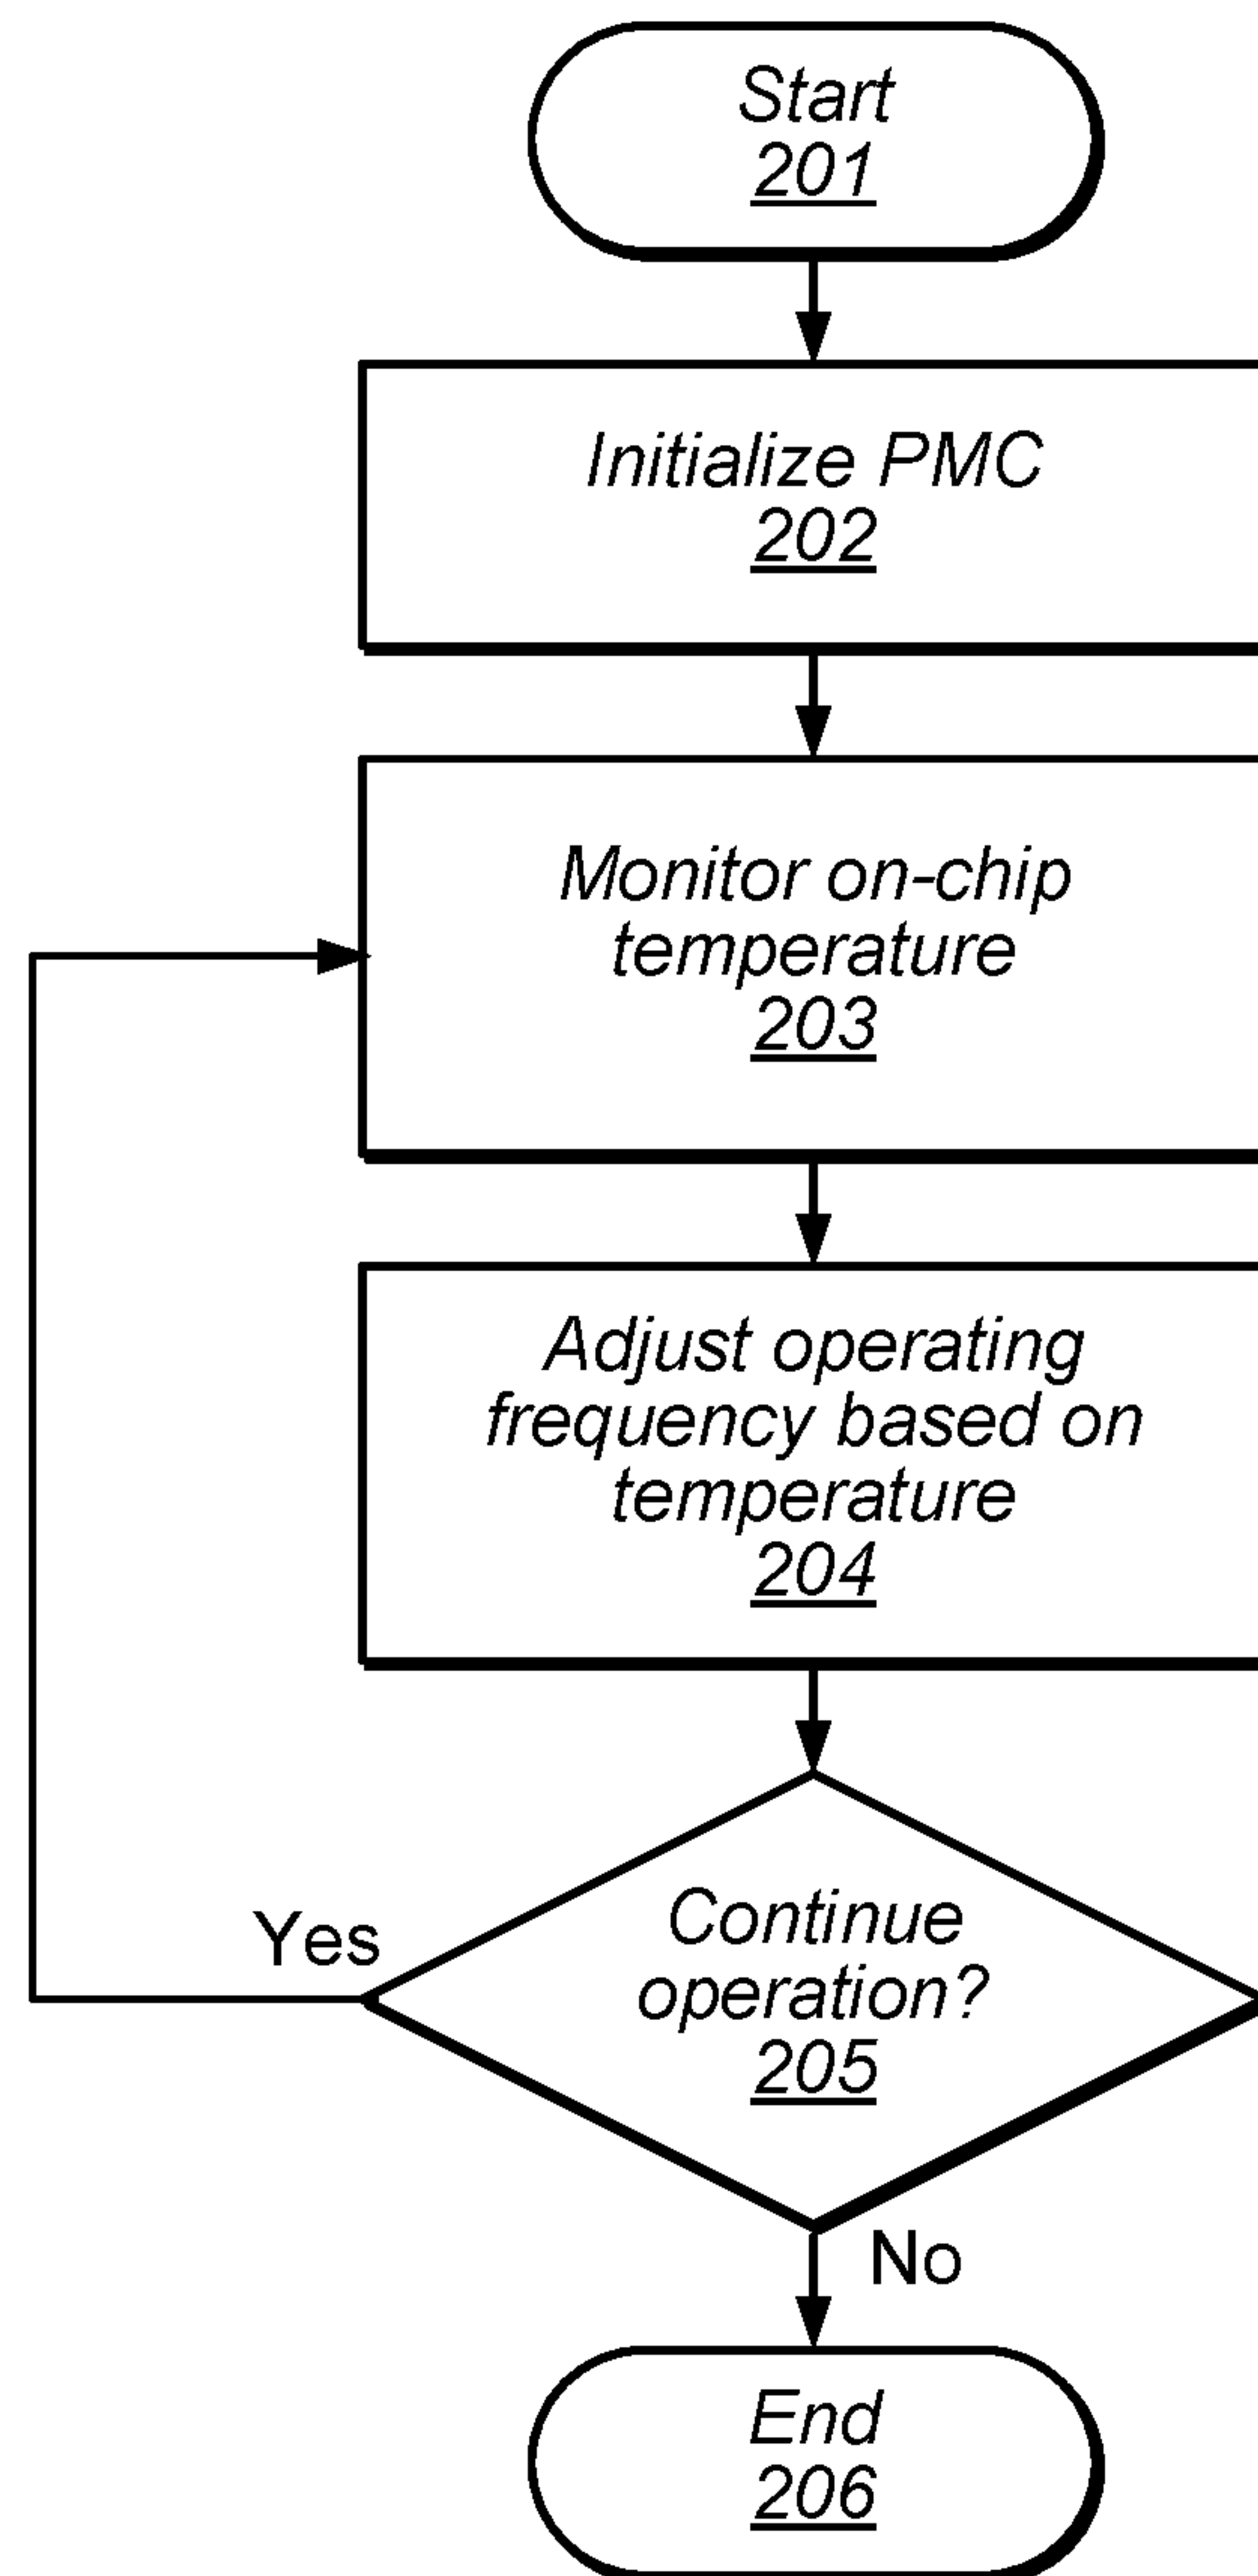 Start
201
Initialize PMC
202
Monitor on-chip
temperature
203
Adjust operating
frequency based on
temperature
204
Continue
operation?
205
Yes
No
End
206